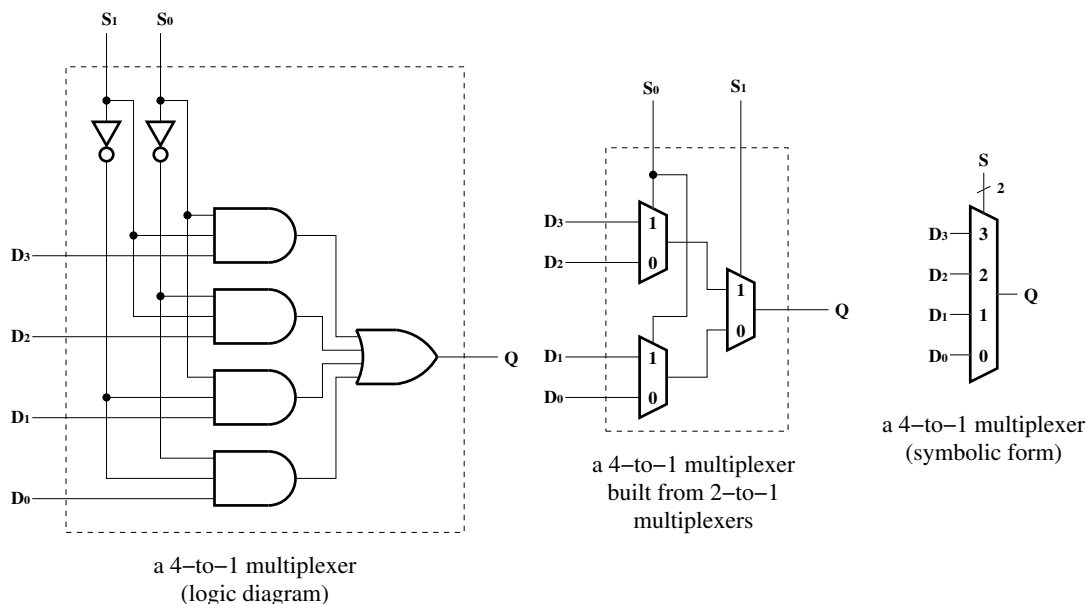 S1 S0
D3
D2
D1
D0
Q
a 4−to−1 multiplexer
(logic diagram)
S0 S1
D3
D2
D1
D0
1
0
1
0
1
0
Q
a 4−to−1 multiplexer
built from 2−to−1
multiplexers
S
2
D3 3
D2 2
D1 1
D0 0
Q
a 4−to−1 multiplexer
(symbolic form)